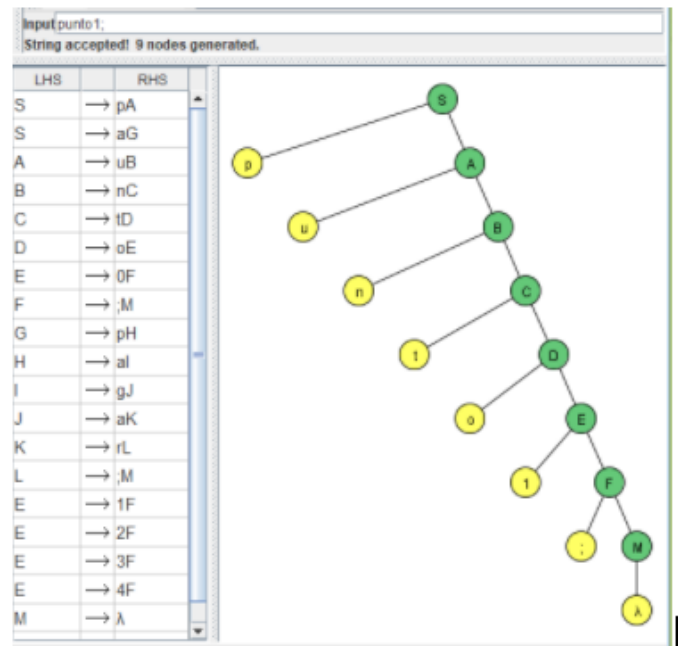 Input punto1;
String accepted! 9 nodes generated.
LHS RHS
S → pA
S → aG
A → uB
B → nC
C → tD
D → oE
E → 0F
F → ;M
G → pH
H → aI
I → gJ
J → aK
K → rL
L → ;M
E → 1F
E → 2F
E → 3F
E → 4F
M → λ
S
p A
u B
n C
t D
o E
1 F
; M
λ